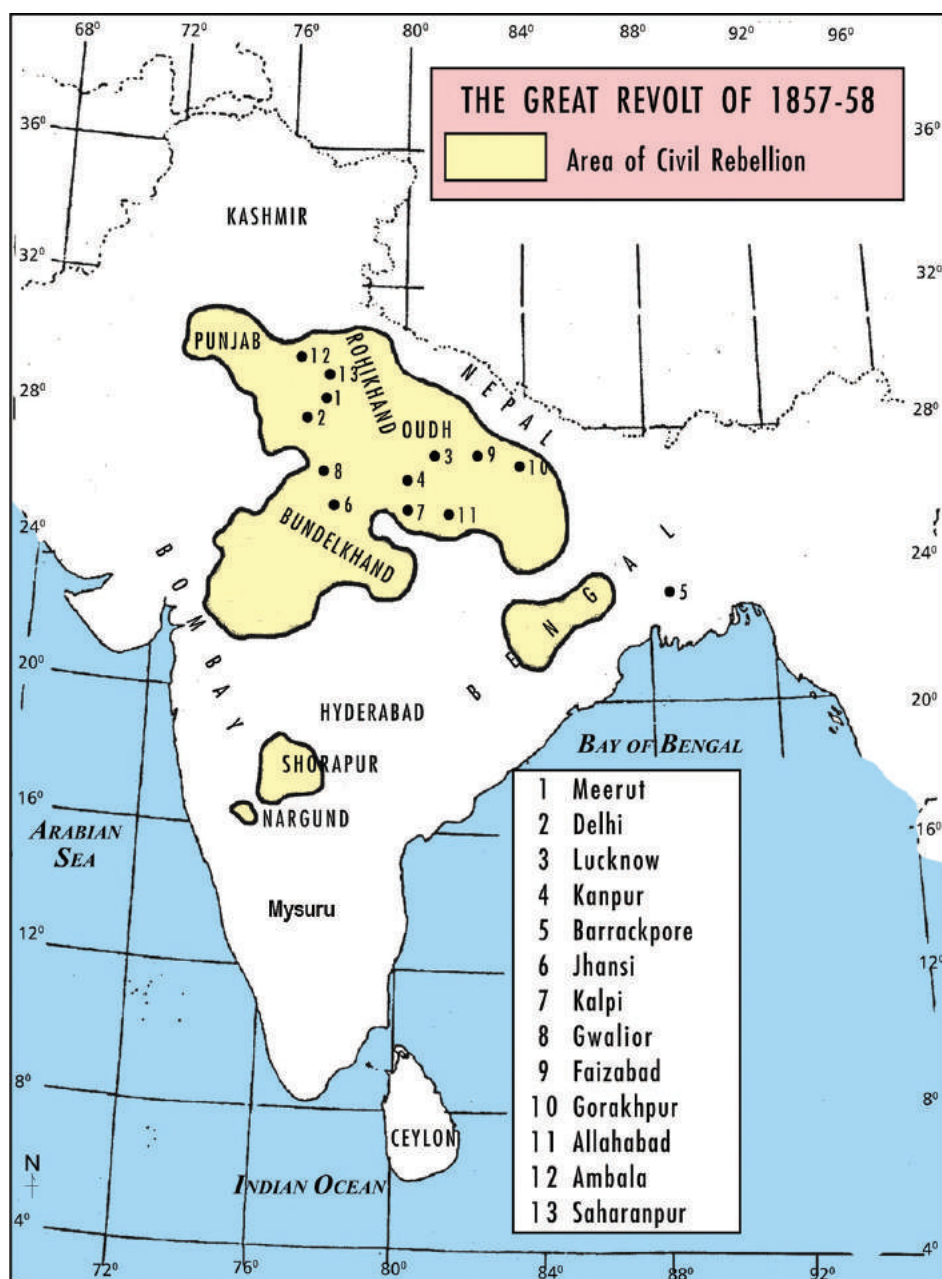 68⁰ 72⁰ 76⁰ 80⁰ 84⁰ 88⁰ 92⁰ 96⁰
THE GREAT REVOLT OF 1857-58
Area of Civil Rebellion
36⁰
36⁰
KASHMIR
32⁰
32⁰
PUNJAB
12
ROHIKHAND
NEPAL
13
28⁰
1
28⁰
2
OUDH
3
9
10
8
4
6
7
11
BUNDELKHAND
24⁰
24⁰
BOMBAY
BENGAL
5
20⁰
20⁰
HYDERABAD
BAY OF BENGAL
SHORAPUR
NARGUND
16⁰
16⁰
ARABIAN
SEA
Mysuru
1 Meerut
2 Delhi
3 Lucknow
4 Kanpur
5 Barrackpore
6 Jhansi
7 Kalpi
8 Gwalior
9 Faizabad
10 Gorakhpur
11 Allahabad
12 Ambala
13 Saharanpur
12⁰
12⁰
8⁰
8⁰
CEYLON
N
INDIAN OCEAN
4⁰
4⁰
72⁰ 76⁰ 80⁰ 84⁰ 88⁰ 92⁰